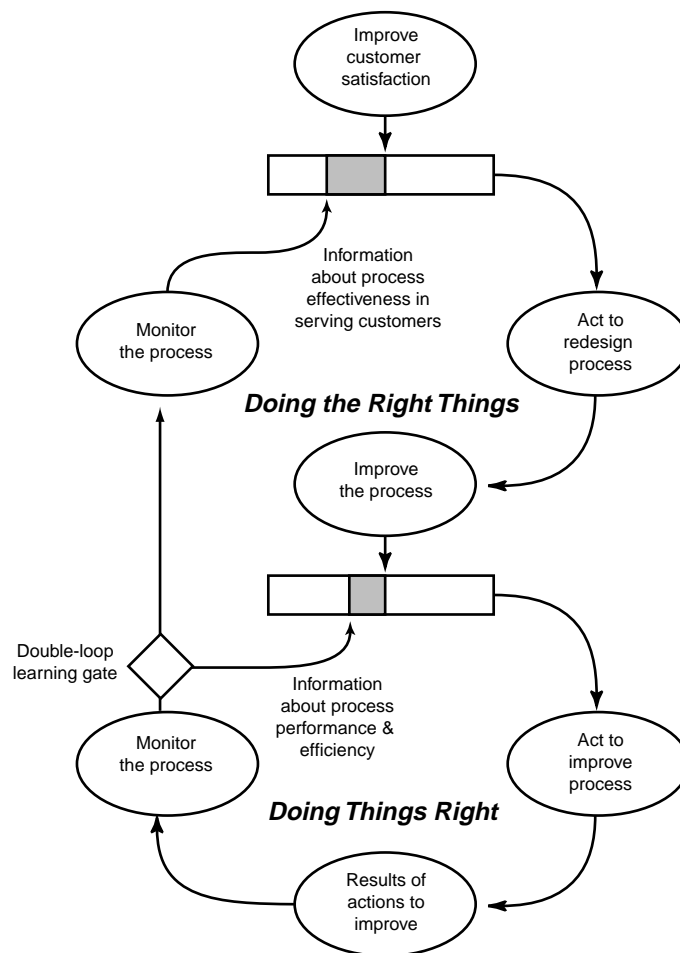 Improve
customer
satisfaction
Information
about process
effectiveness in
serving customers
Monitor
the process
Act to
redesign
process
Doing the Right Things
Improve
the process
Double-loop
learning gate
Information
about process
performance &
efficiency
Monitor
the process
Act to
improve
process
Doing Things Right
Results of
actions to
improve